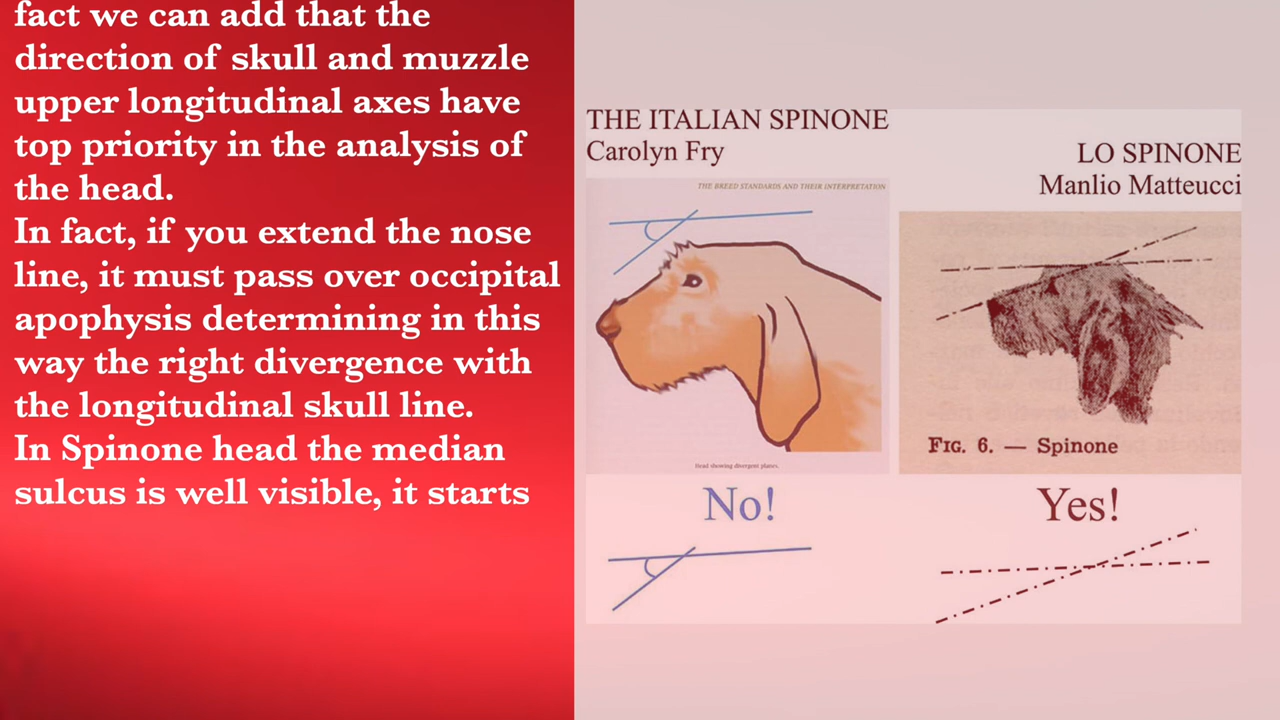 fact we can add that the
direction of skull and muzzle
upper longitudinal axes have
top priority in the analysis of
the head.
In fact, if you extend the nose
line, it must pass over occipital
apophysis determining in this
way the right divergence with
the longitudinal skull line.
In Spinone head the median
sulcus is well visible, it starts
THE ITALIAN SPINONE
Carolyn Fry
THE BREED STANDARDS AND THEIR INTERPRETATION
Head showing divergent planes.
No!
LO SPINONE
Manlio Matteucci
FIG. 6. — Spinone
Yes!